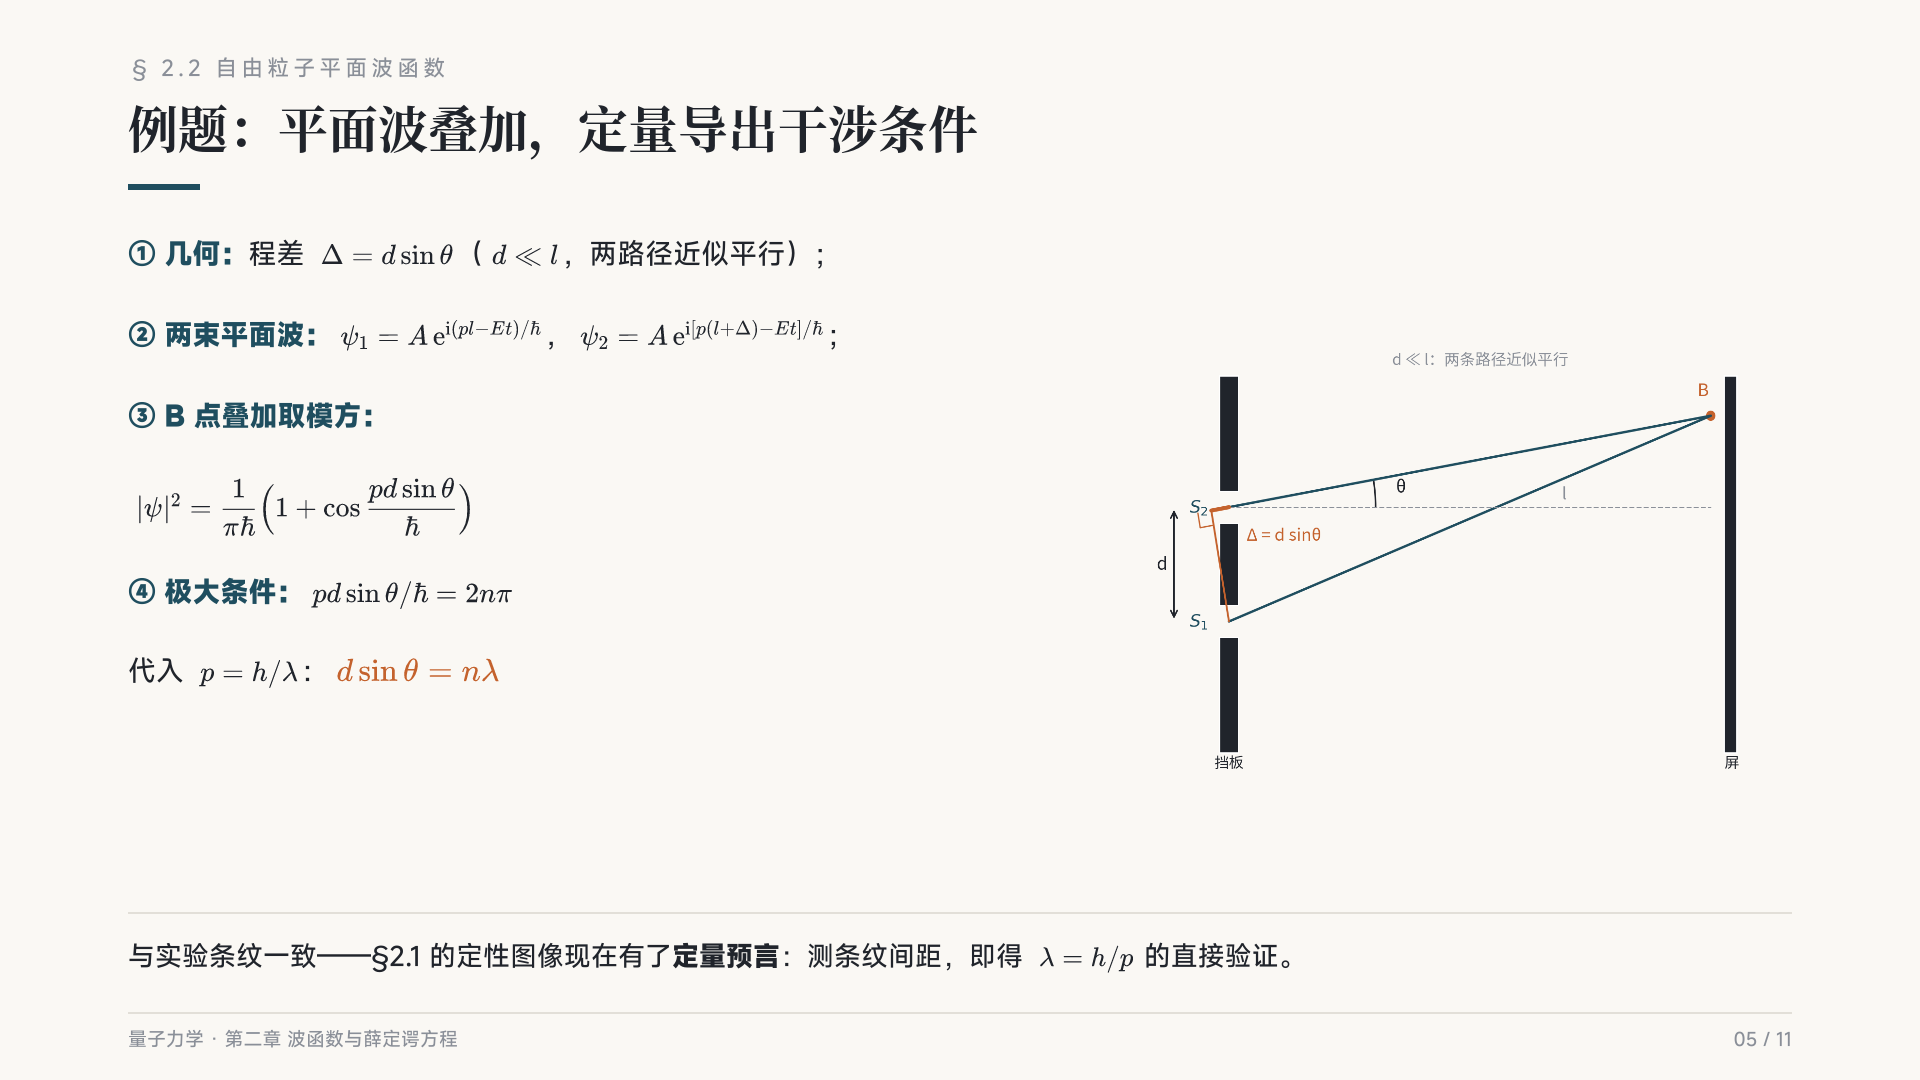 § 2.2 自由粒子平面波函数
例题：平面波叠加，定量导出干涉条件
① 几何：程差 Δ = d sin θ（d ≪ l，两路径近似平行）；
② 两束平面波： ψ₁ = A e^{i(pl−Et)/ħ}， ψ₂ = A e^{i[p(l+Δ)−Et]/ħ}；
③ B 点叠加取模方：
|ψ|² = \frac{1}{πħ}(1 + cos \frac{pd sin θ}{ħ})
④ 极大条件： pd sin θ/ħ = 2nπ
代入 p = h/λ： d sin θ = nλ
d ≪ l：两条路径近似平行
B
θ
l
S₂
Δ = d sinθ
d
S₁
挡板
屏
与实验条纹一致——§2.1 的定性图像现在有了定量预言：测条纹间距，即得 λ = h/p 的直接验证。
量子力学 · 第二章 波函数与薛定谔方程
05 / 11